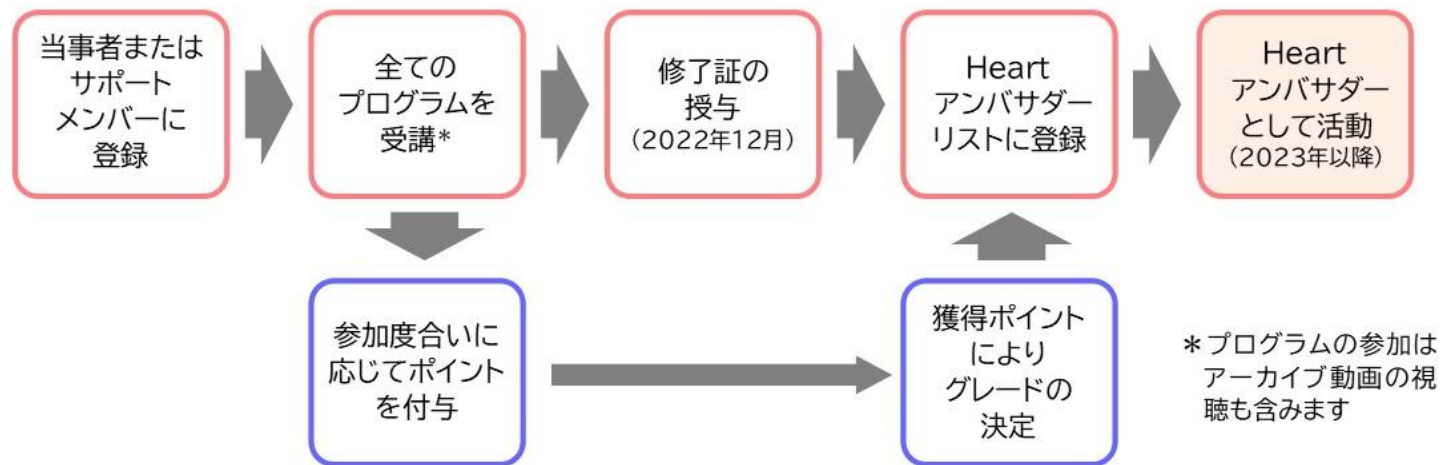 当事者または
サポート
メンバーに
登録
全ての
プログラムを
受講*
修了証の
授与
(2022年12月)
Heart
アンバサダー
リストに登録
Heart
アンバサダー
として活動
(2023年以降)
参加度合いに
応じてポイント
を付与
獲得ポイント
により
グレードの
決定
*プログラムの参加は
アーカイブ動画の視
聴も含みます